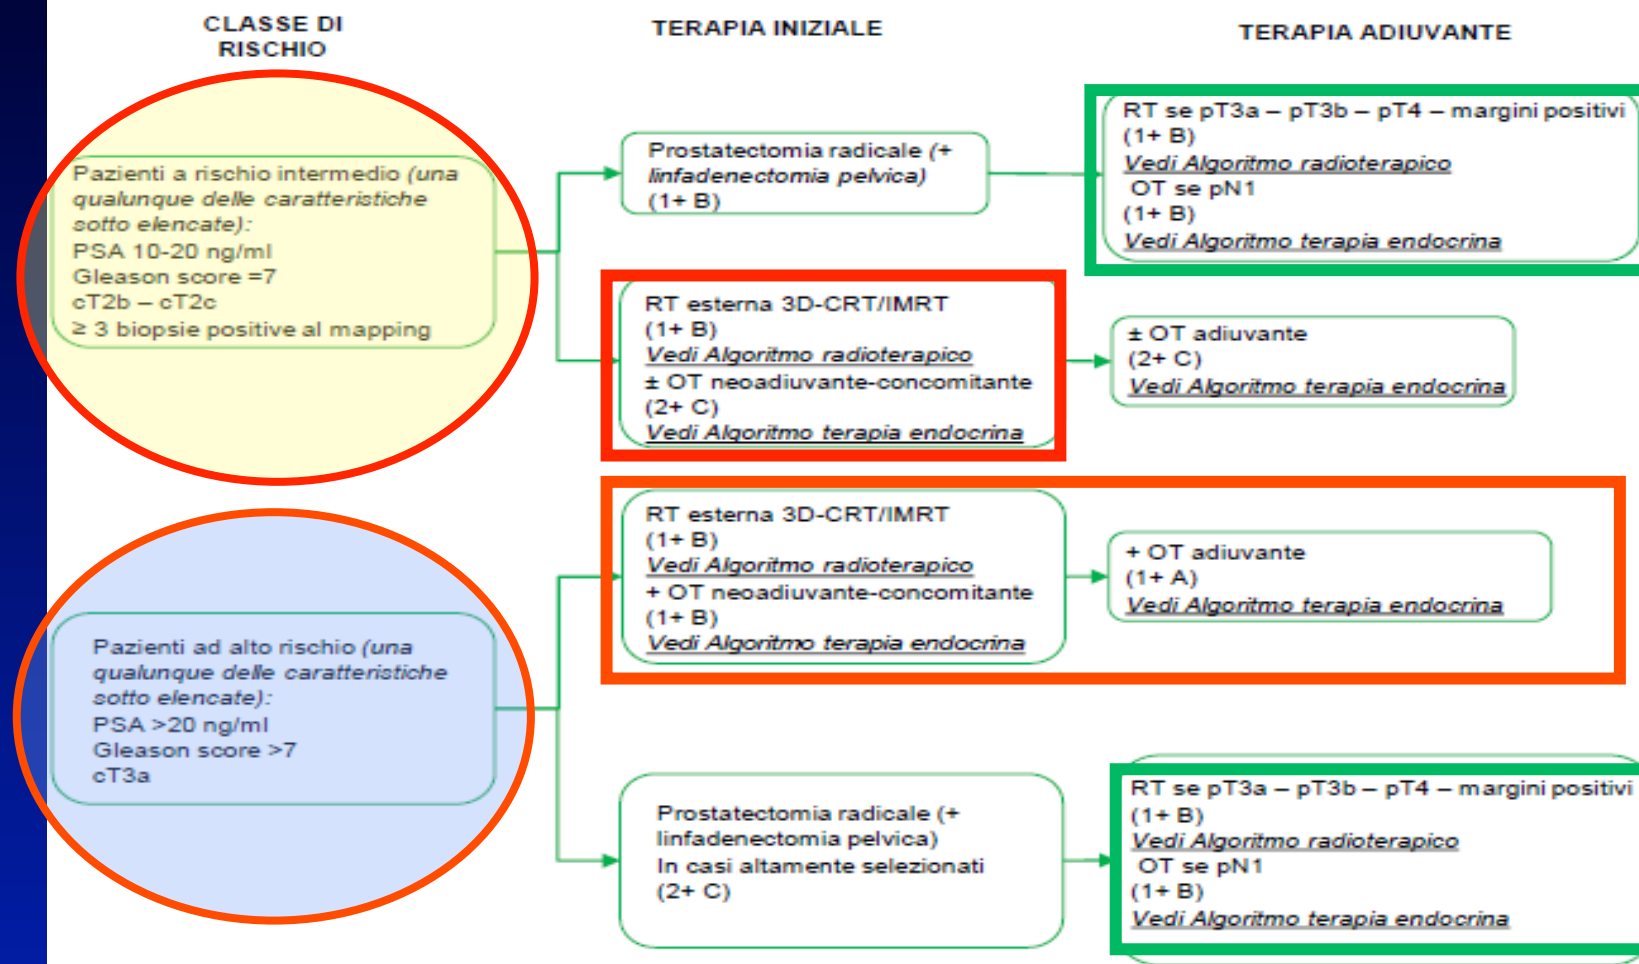 CLASSE DI
RISCHIO
TERAPIA INIZIALE
TERAPIA ADIUVANTE
Pazienti a rischio intermedio (una
qualunque delle caratteristiche
sotto elencate):
PSA 10-20 ng/ml
Gleason score =7
cT2b – cT2c
≥ 3 biopsie positive al mapping
Prostatectomia radicale (+
linfadenectomia pelvica)
(1+ B)
RT se pT3a – pT3b – pT4 – margini positivi
(1+ B)
Vedi Algoritmo radioterapico
OT se pN1
(1+ B)
Vedi Algoritmo terapia endocrina
RT esterna 3D-CRT/IMRT
(1+ B)
Vedi Algoritmo radioterapico
± OT neoadiuvante-concomitante
(2+ C)
Vedi Algoritmo terapia endocrina
± OT adiuvante
(2+ C)
Vedi Algoritmo terapia endocrina
Pazienti ad alto rischio (una
qualunque delle caratteristiche
sotto elencate):
PSA >20 ng/ml
Gleason score >7
cT3a
RT esterna 3D-CRT/IMRT
(1+ B)
Vedi Algoritmo radioterapico
+ OT neoadiuvante-concomitante
(1+ B)
Vedi Algoritmo terapia endocrina
+ OT adiuvante
(1+ A)
Vedi Algoritmo terapia endocrina
Prostatectomia radicale (+
linfadenectomia pelvica)
In casi altamente selezionati
(2+ C)
RT se pT3a – pT3b – pT4 – margini positivi
(1+ B)
Vedi Algoritmo radioterapico
OT se pN1
(1+ B)
Vedi Algoritmo terapia endocrina